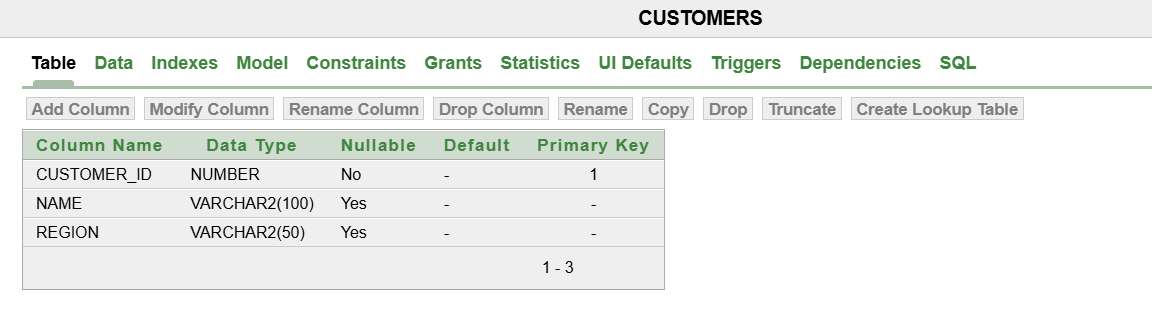 CUSTOMERS
Table Data Indexes Model Constraints Grants Statistics UI Defaults Triggers Dependencies SQL
Add Column Modify Column Rename Column Drop Column Rename Copy Drop Truncate Create Lookup Table
Column Name Data Type Nullable Default Primary Key
CUSTOMER_ID NUMBER No - 1
NAME VARCHAR2(100) Yes - -
REGION VARCHAR2(50) Yes - -
1 - 3